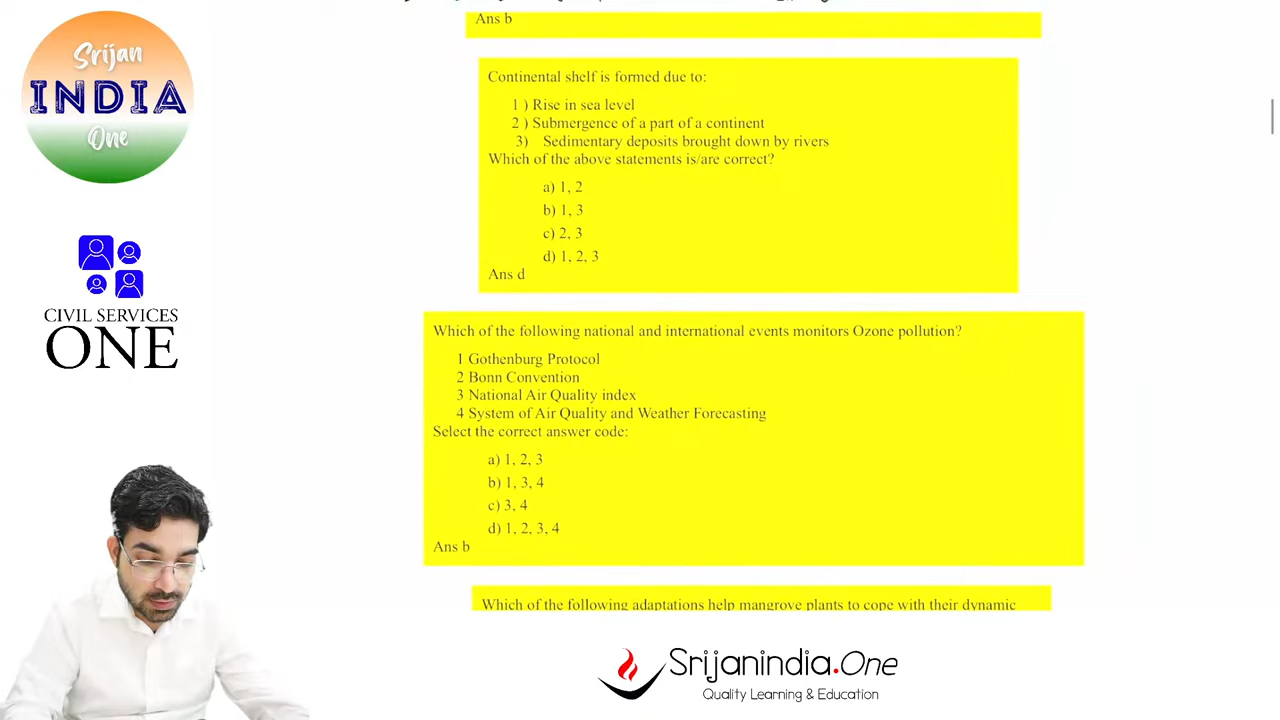 Ans b
Srijan
INDIA
One
CIVIL SERVICES
ONE
Continental shelf is formed due to:
1 ) Rise in sea level
2 ) Submergence of a part of a continent
3) Sedimentary deposits brought down by rivers
Which of the above statements is/are correct?
a) 1, 2
b) 1, 3
c) 2, 3
d) 1, 2, 3
Ans d
Which of the following national and international events monitors Ozone pollution?
1 Gothenburg Protocol
2 Bonn Convention
3 National Air Quality index
4 System of Air Quality and Weather Forecasting
Select the correct answer code:
a) 1, 2, 3
b) 1, 3, 4
c) 3, 4
d) 1, 2, 3, 4
Ans b
Which of the following adaptations help mangrove plants to cope with their dynamic
Srijanindia.One
Quality Learning & Education